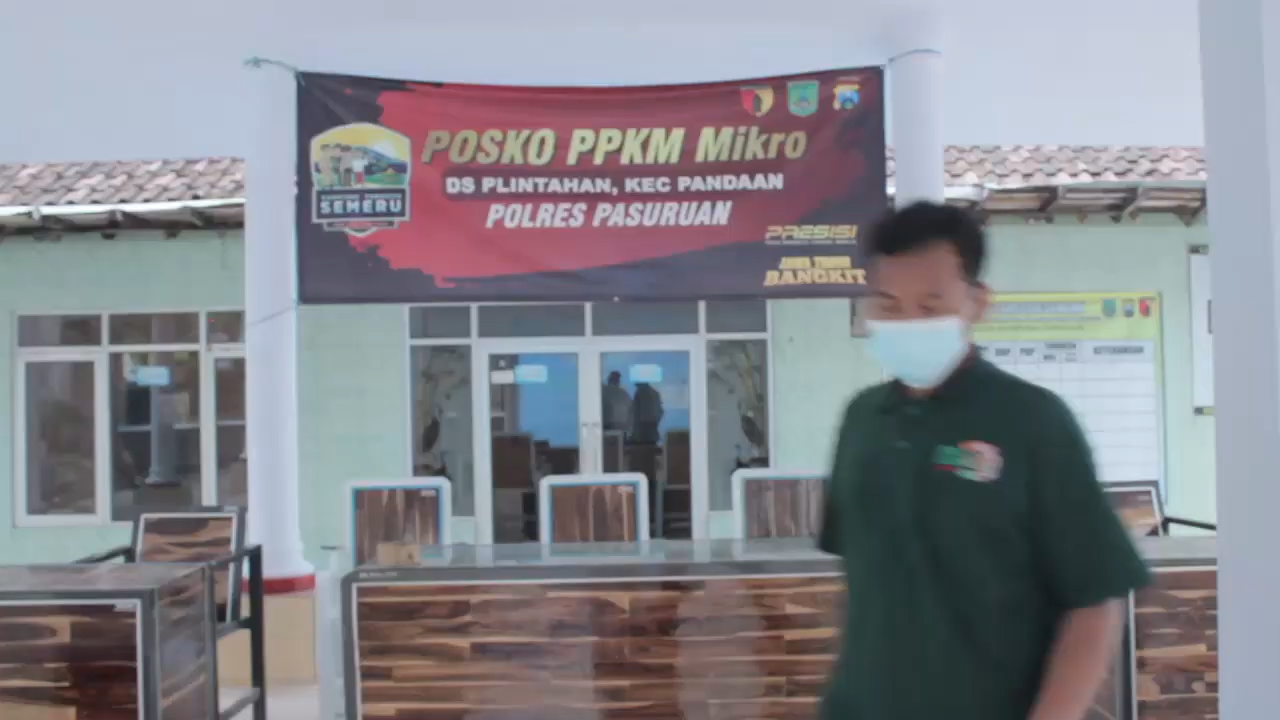 POSKO PPKM Mikro
DS PLINTAHAN, KEC PANDAAN
POLRES PASURUAN
SEMERU
PRESISI
JAWA TIMUR
BANGKIT